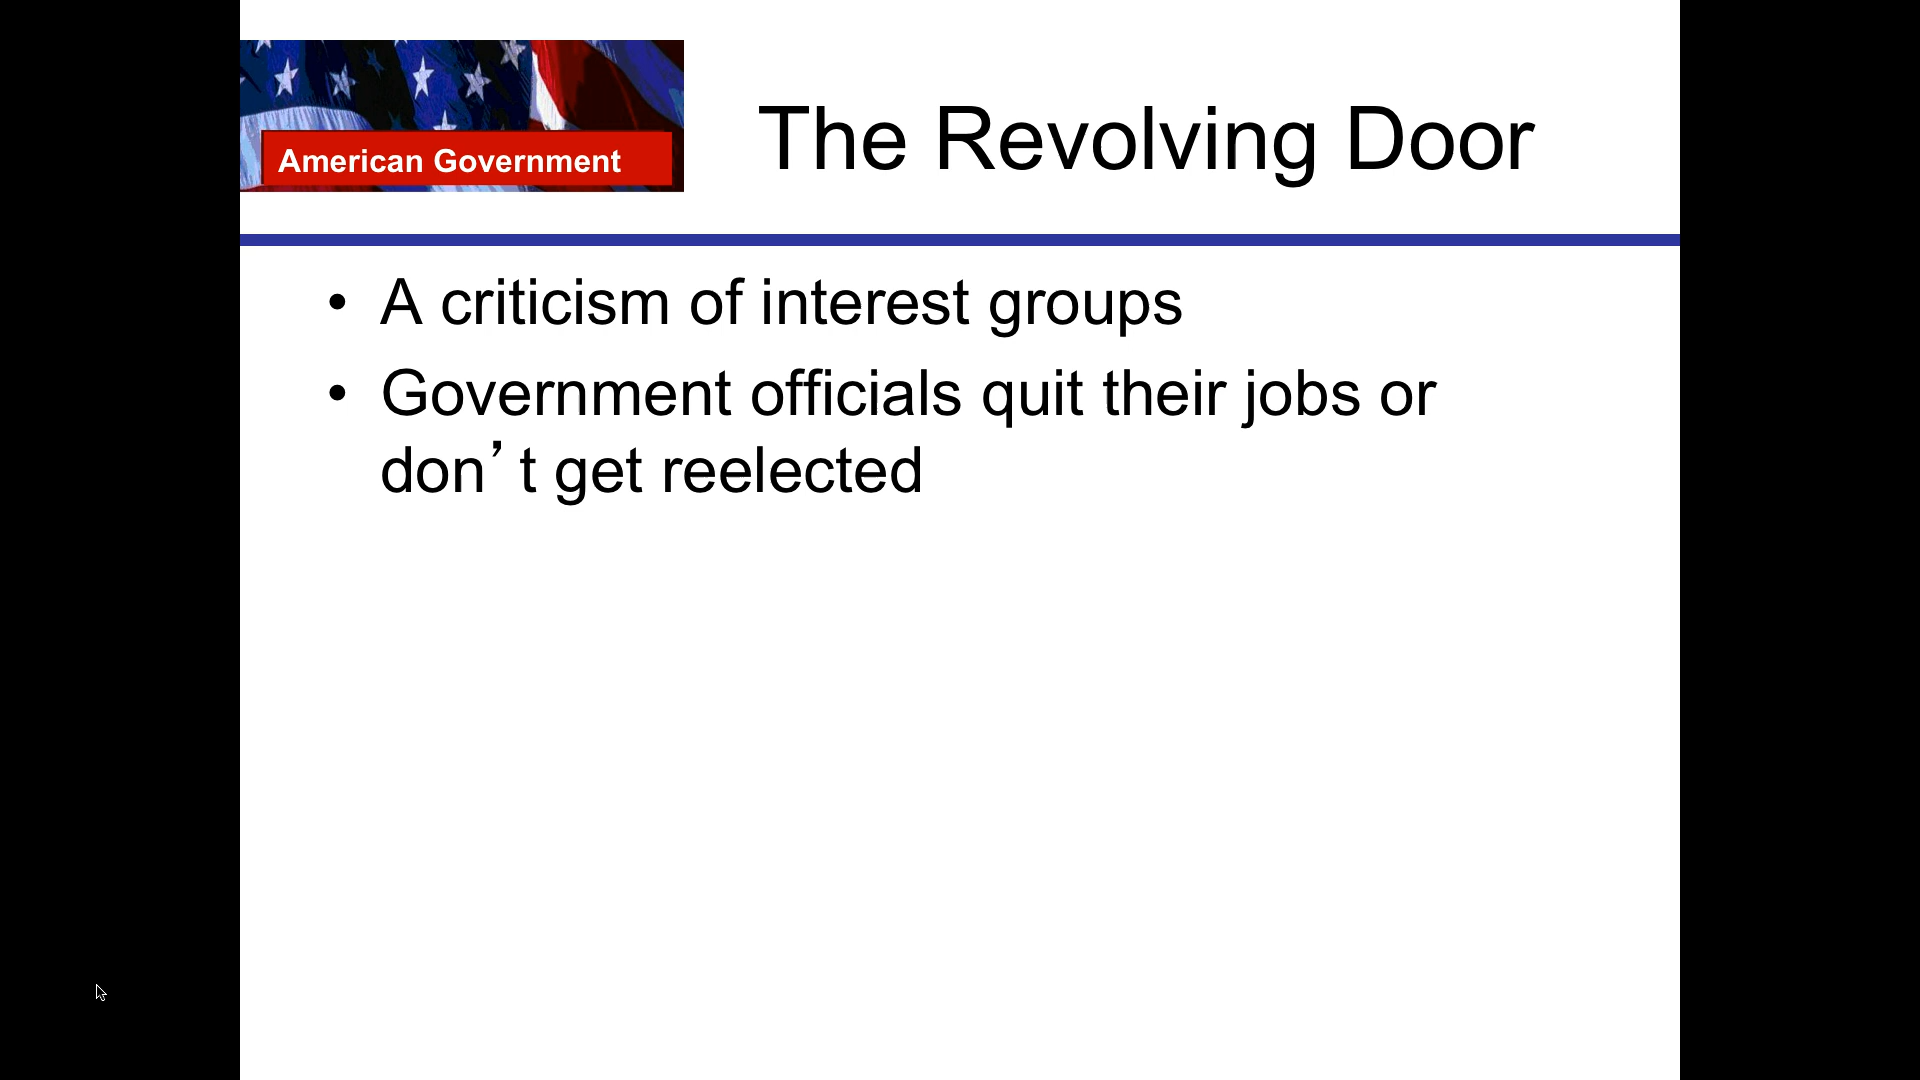 American Government
The Revolving Door
• A criticism of interest groups
• Government officials quit their jobs or
don’t get reelected